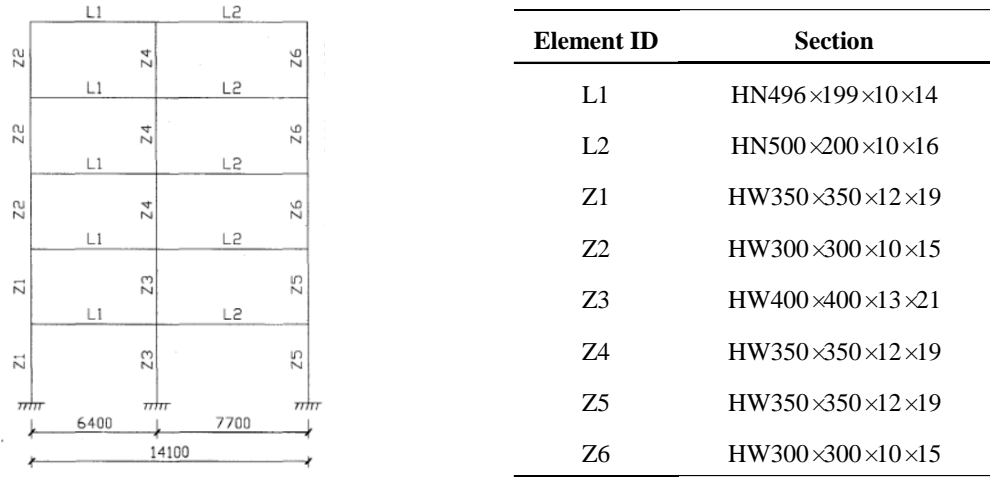 L1 L2
Z2 Z4 Z6
L1 L2
Z2 Z4 Z6
L1 L2
Z2 Z4 Z6
L1 L2
Z1 Z3 Z5
L1 L2
Z1 Z3 Z5
6400 7700
14100
Element ID Section
L1 HN496×199×10×14
L2 HN500×200×10×16
Z1 HW350×350×12×19
Z2 HW300×300×10×15
Z3 HW400×400×13×21
Z4 HW350×350×12×19
Z5 HW350×350×12×19
Z6 HW300×300×10×15